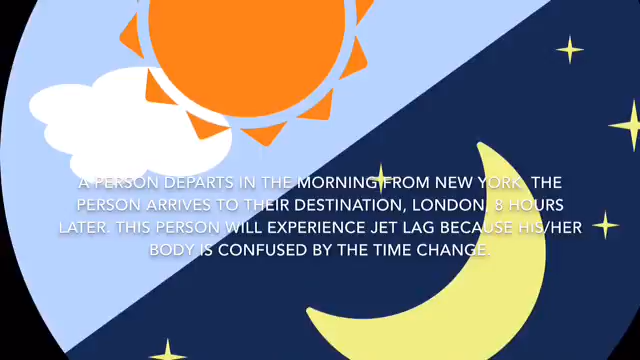 A PERSON DEPARTS IN THE MORNING FROM NEW YORK. THE
PERSON ARRIVES TO THEIR DESTINATION, LONDON, 8 HOURS
LATER. THIS PERSON WILL EXPERIENCE JET LAG BECAUSE HIS/HER
BODY IS CONFUSED BY THE TIME CHANGE.